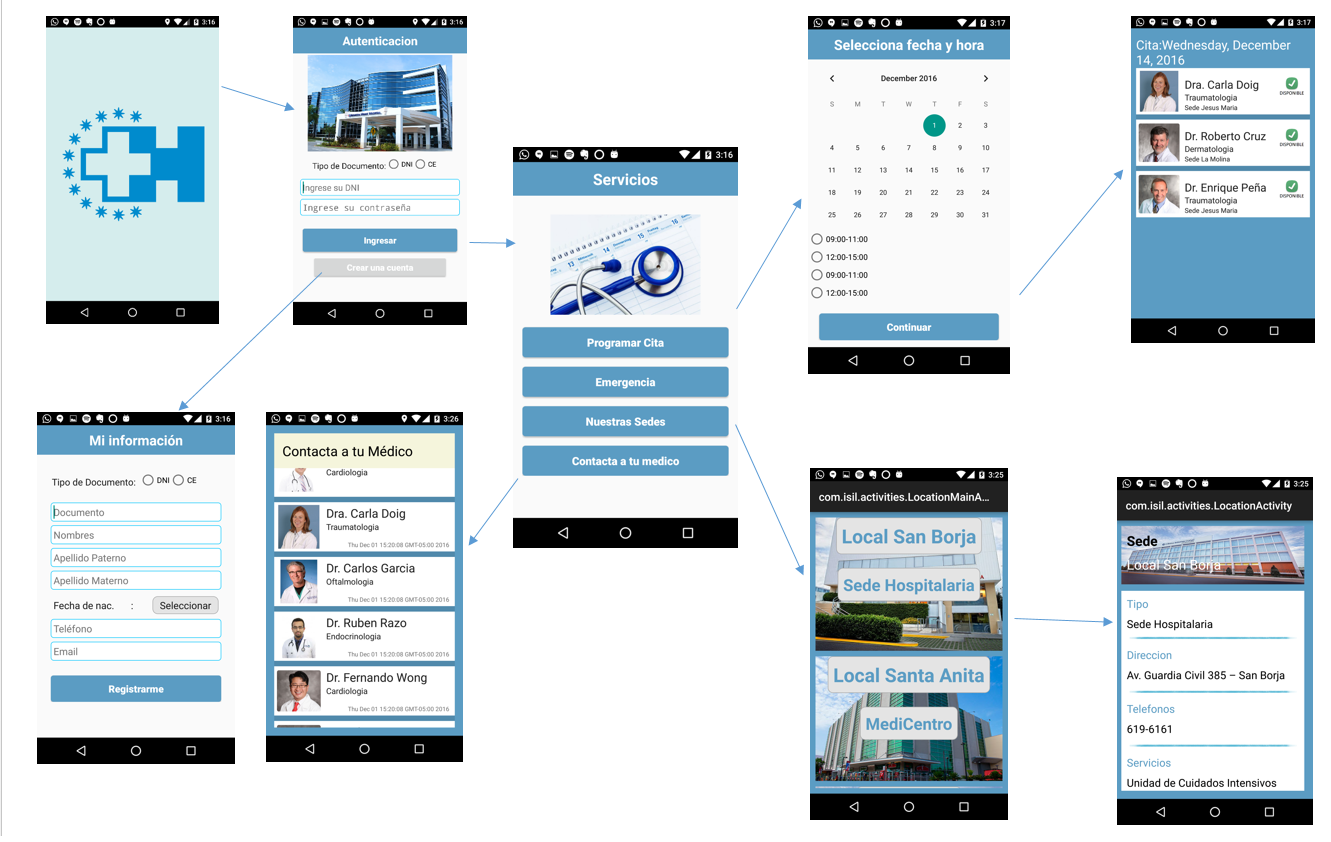 3:16
3:16
Autenticacion
Tipo de Documento: DNI CE
Ingrese su DNI
Ingrese su contraseña
Ingresar
Crear una cuenta
3:16
Servicios
Programar Cita
Emergencia
Nuestras Sedes
Contacta a tu medico
3:17
Selecciona fecha y hora
December 2016
S M T W T F S
1 2 3
4 5 6 7 8 9 10
11 12 13 14 15 16 17
18 19 20 21 22 23 24
25 26 27 28 29 30 31
09:00-11:00
12:00-15:00
09:00-11:00
12:00-15:00
Continuar
3:17
Cita:Wednesday, December
14, 2016
Dra. Carla Doig
Traumatologia
Sede Jesus Maria
DISPONIBLE
Dr. Roberto Cruz
Dermatologia
Sede La Molina
DISPONIBLE
Dr. Enrique Peña
Traumatologia
Sede Jesus Maria
DISPONIBLE
3:16
Mi información
Tipo de Documento: DNI CE
Documento
Nombres
Apellido Paterno
Apellido Materno
Fecha de nac. : Seleccionar
Teléfono
Email
Registrarme
3:26
Contacta a tu Médico
Cardiologia
Dra. Carla Doig
Traumatologia
Thu Dec 01 15:20:08 GMT-05:00 2016
Dr. Carlos Garcia
Oftalmologia
Thu Dec 01 15:20:08 GMT-05:00 2016
Dr. Ruben Razo
Endocrinologia
Thu Dec 01 15:20:08 GMT-05:00 2016
Dr. Fernando Wong
Cardiologia
Thu Dec 01 15:20:08 GMT-05:00 2016
3:25
com.isil.activities.LocationMainA...
Local San Borja
Sede Hospitalaria
Local Santa Anita
MediCentro
3:25
com.isil.activities.LocationActivity
Sede
Local San Borja
Tipo
Sede Hospitalaria
Direccion
Av. Guardia Civil 385 – San Borja
Telefonos
619-6161
Servicios
Unidad de Cuidados Intensivos